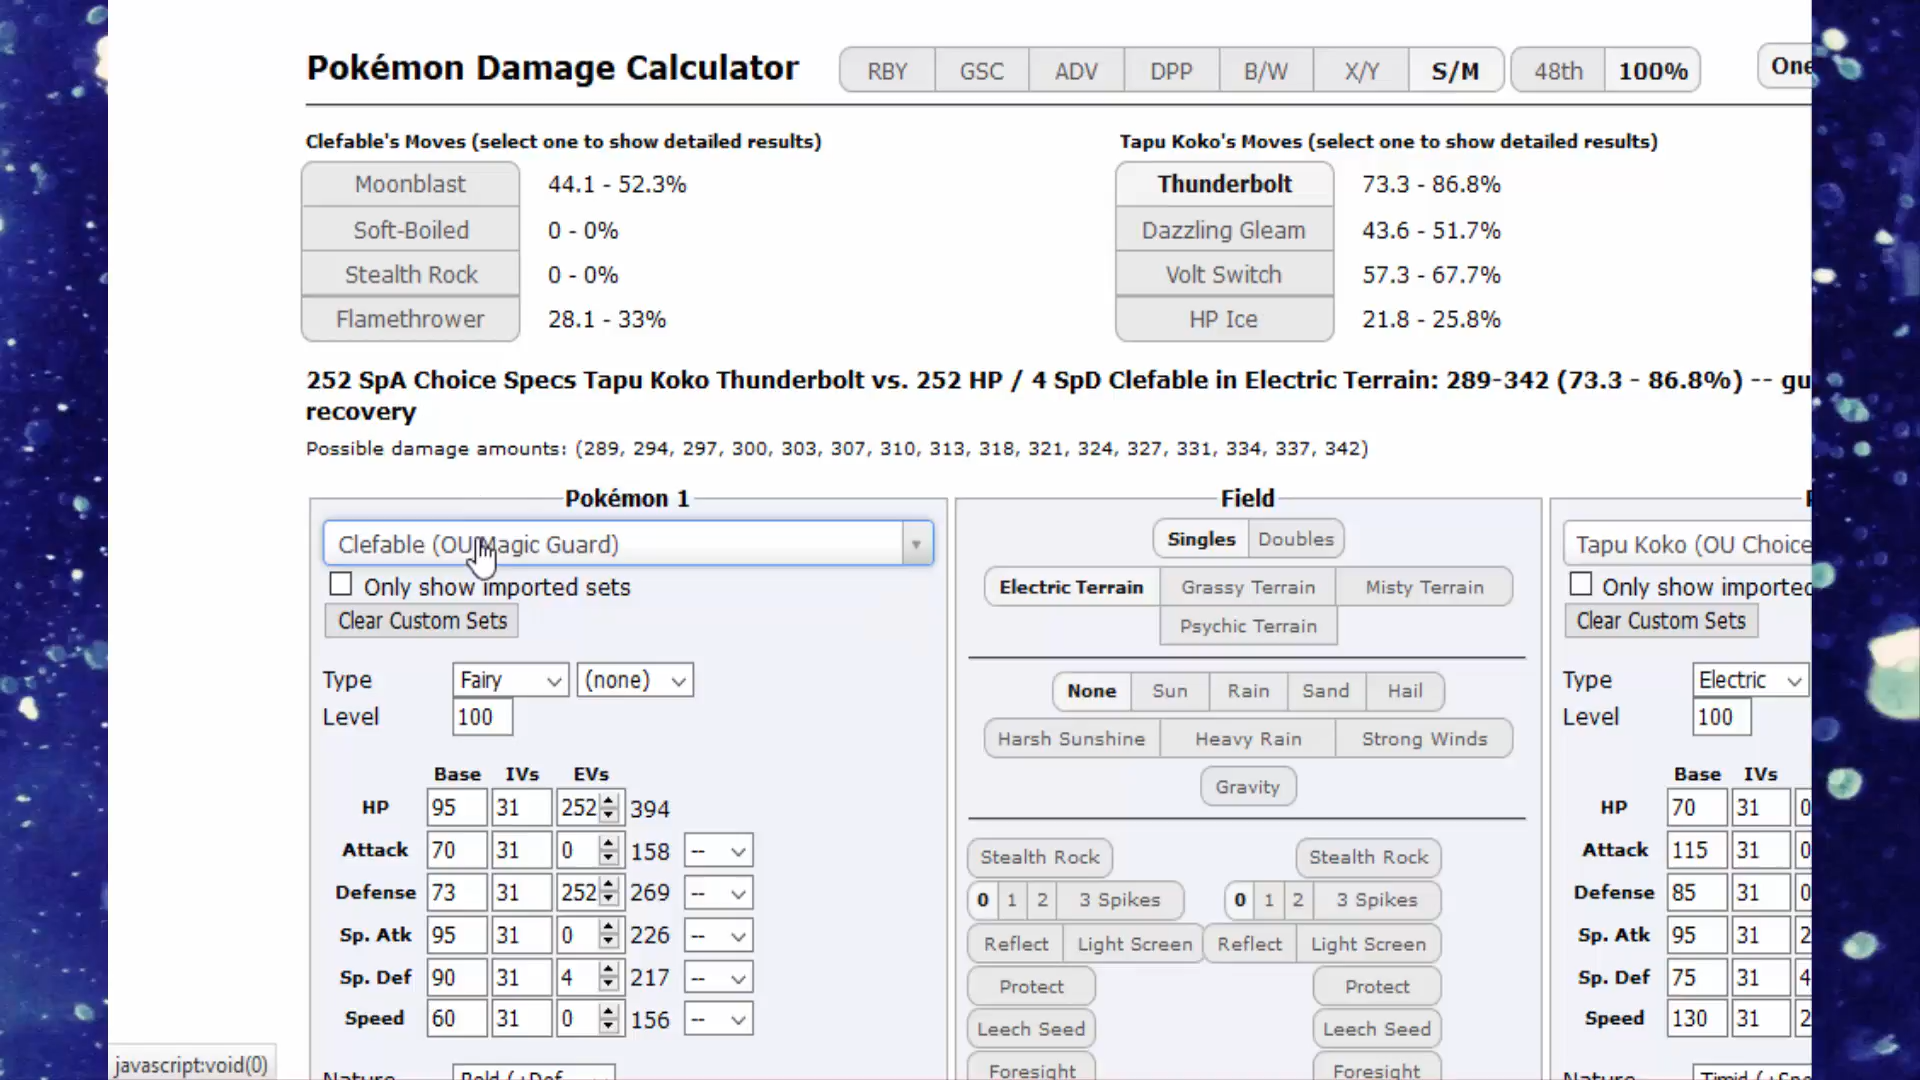 Pokémon Damage Calculator RBY GSC ADV DPP B/W X/Y S/M 48th 100% One
Clefable's Moves (select one to show detailed results) Tapu Koko's Moves (select one to show detailed results)
Moonblast 44.1 - 52.3% Thunderbolt 73.3 - 86.8%
Soft-Boiled 0 - 0% Dazzling Gleam 43.6 - 51.7%
Stealth Rock 0 - 0% Volt Switch 57.3 - 67.7%
Flamethrower 28.1 - 33% HP Ice 21.8 - 25.8%
252 SpA Choice Specs Tapu Koko Thunderbolt vs. 252 HP / 4 SpD Clefable in Electric Terrain: 289-342 (73.3 - 86.8%) -- gu
recovery
Possible damage amounts: (289, 294, 297, 300, 303, 307, 310, 313, 318, 321, 324, 327, 331, 334, 337, 342)
Pokémon 1 Field
Clefable (OU Magic Guard) Singles Doubles Tapu Koko (OU Choice
Only show imported sets Electric Terrain Grassy Terrain Misty Terrain Only show imported
Clear Custom Sets Psychic Terrain Clear Custom Sets
Type Fairy (none) None Sun Rain Sand Hail Type Electric
Level 100 Harsh Sunshine Heavy Rain Strong Winds Level 100
Base IVs EVs Gravity Base IVs
HP 95 31 252 394 HP 70 31 0
Attack 70 31 0 158 -- Stealth Rock Stealth Rock Attack 115 31 0
Defense 73 31 252 269 -- 0 1 2 3 Spikes 0 1 2 3 Spikes Defense 85 31 0
Sp. Atk 95 31 0 226 -- Reflect Light Screen Reflect Light Screen Sp. Atk 95 31 2
Sp. Def 90 31 4 217 -- Protect Protect Sp. Def 75 31 4
Speed 60 31 0 156 -- Leech Seed Leech Seed Speed 130 31 2
javascript:void(0) Nature Bold (+Def, Foresight Foresight Nature Timid (+Spe